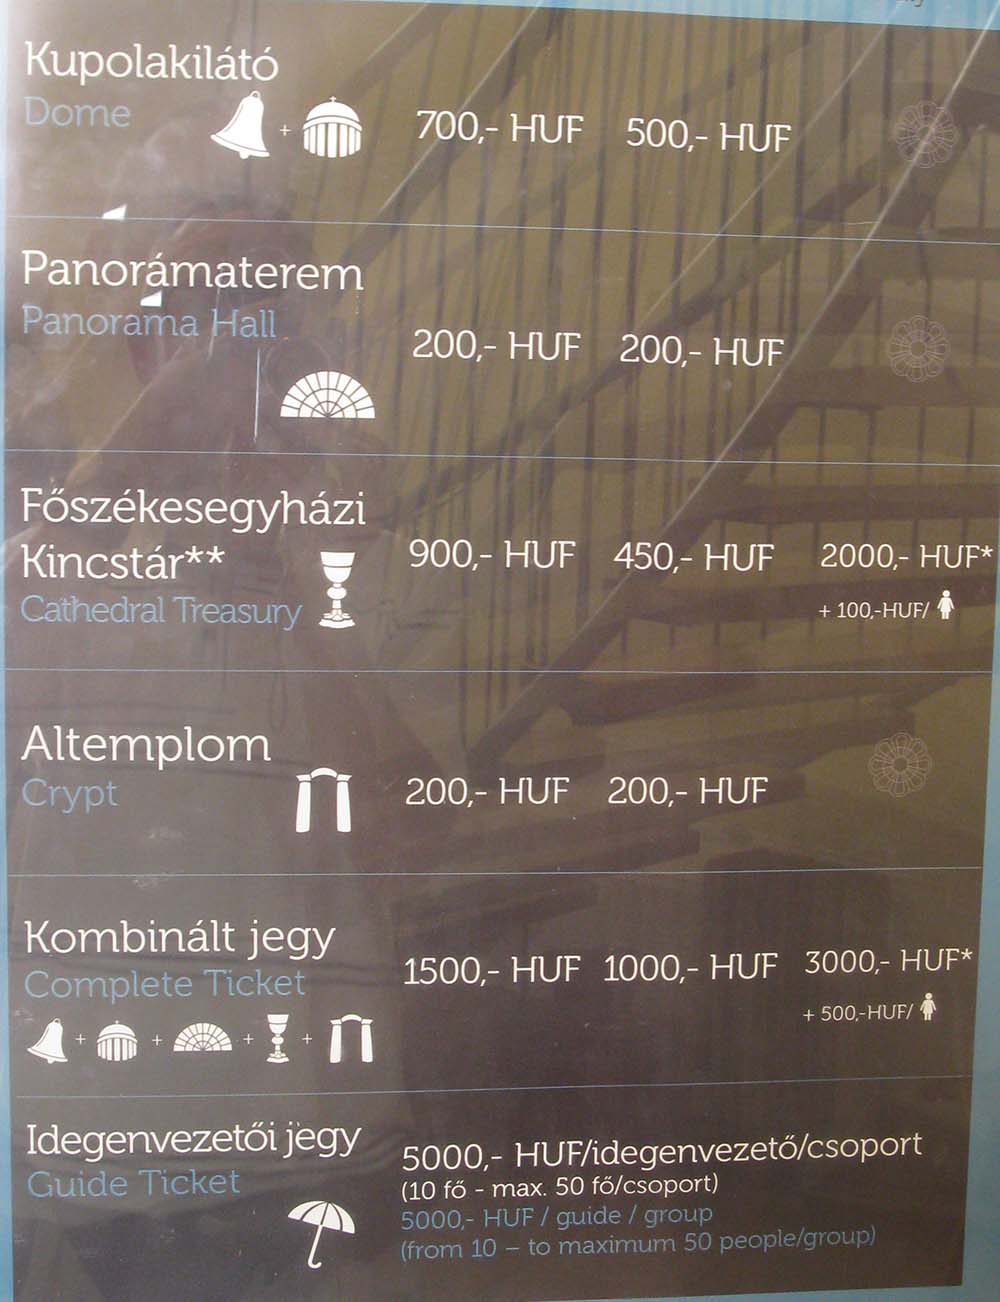 Kupolakilátó
Dome
+
700,- HUF 500,- HUF
Panorámaterem
Panorama Hall
200,- HUF 200,- HUF
Főszékesegyházi
Kincstár**
Cathedral Treasury
900,- HUF 450,- HUF 2000,- HUF*
+ 100,-HUF/
Altemplom
Crypt
200,- HUF 200,- HUF
Kombinált jegy
Complete Ticket
+ + + +
1500,- HUF 1000,- HUF 3000,- HUF*
+ 500,-HUF/
Idegenvezetői jegy
Guide Ticket
5000,- HUF/idegenvezető/csoport
(10 fő - max. 50 fő/csoport)
5000,- HUF / guide / group
(from 10 – to maximum 50 people/group)